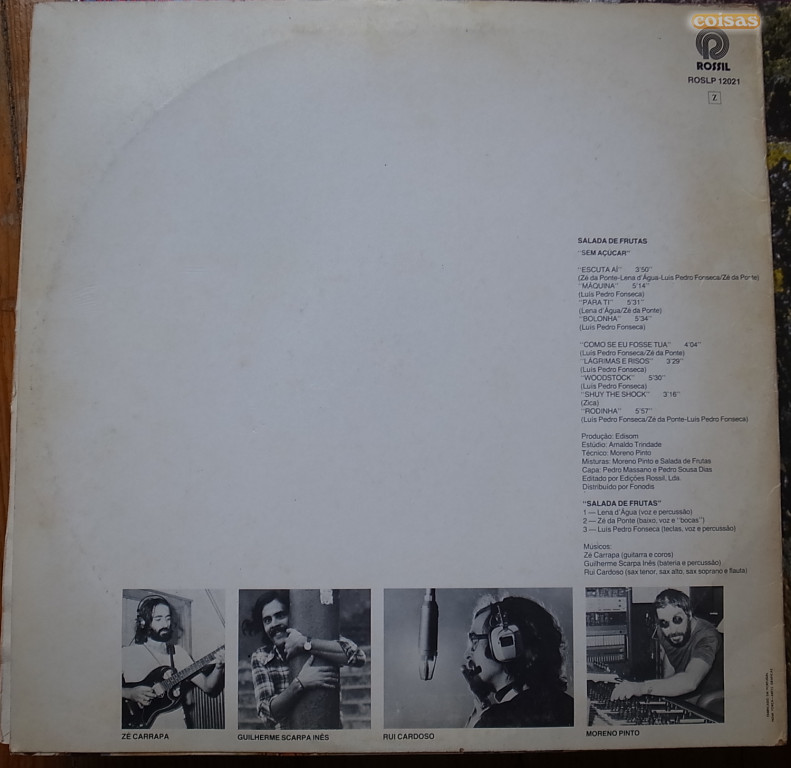 coisas
ROSSIL
ROSLP 12021
Z
SALADA DE FRUTAS
"SEM AÇÚCAR"
"ESCUTA AÍ" 3'50"
(Zé da Ponte-Lena d'Água-Luis Pedro Fonseca/Zé da Ponte)
"MÁQUINA" 5'14"
(Luís Pedro Fonseca)
"PARA TI" 5'31"
(Lena d'Água/Zé da Ponte)
"BOLONHA" 5'34"
(Luís Pedro Fonseca)
"COMO SE EU FOSSE TUA" 4'04"
(Luís Pedro Fonseca/Zé da Ponte)
"LÁGRIMAS E RISOS" 3'29"
(Luís Pedro Fonseca)
"WOODSTOCK" 5'30"
(Luís Pedro Fonseca)
"SHUY THE SHOCK" 3'16"
(Zica)
"RODINHA" 5'57"
(Luís Pedro Fonseca/Zé da Ponte-Luís Pedro Fonseca)
Produção: Edisom
Estúdio: Arnaldo Trindade
Técnico: Moreno Pinto
Misturas: Moreno Pinto e Salada de Frutas
Capa: Pedro Massano e Pedro Sousa Dias
Editado por Edições Rossil, Lda.
Distribuído por Fonodis
"SALADA DE FRUTAS"
1 — Lena d'Água (voz e percussão)
2 — Zé da Ponte (baixo, voz e "bocas")
3 — Luís Pedro Fonseca (teclas, voz e percussão)
Músicos:
Zé Carrapa (guitarra e coros)
Guilherme Scarpa Inês (bateria e percussão)
Rui Cardoso (sax tenor, sax alto, sax soprano e flauta)
ZÉ CARRAPA
GUILHERME SCARPA INÊS
RUI CARDOSO
MORENO PINTO